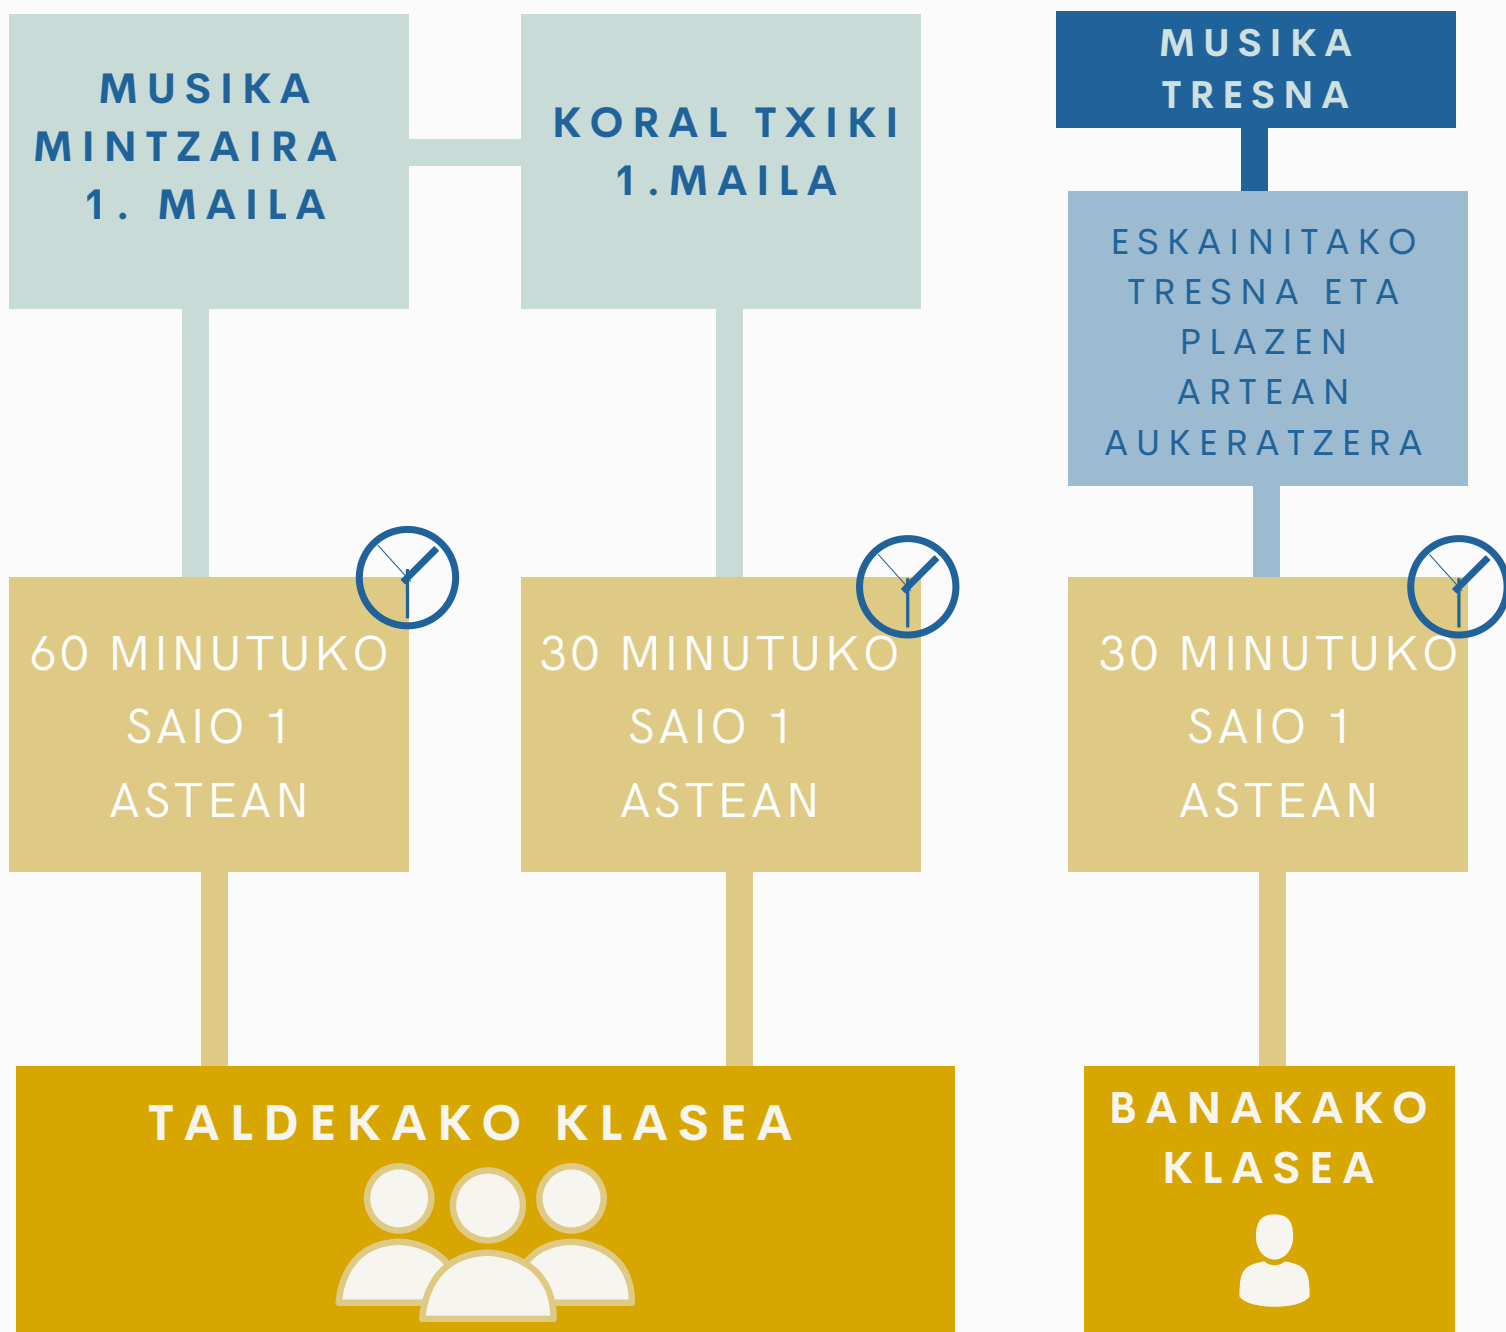 MUSIKA
MINTZAIRA
1. MAILA
KORAL TXIKI
1.MAILA
MUSIKA
TRESNA
ESKAINITAKO
TRESNA ETA
PLAZEN
ARTEAN
AUKERATZERA
60 MINUTUKO
SAIO 1
ASTEAN
30 MINUTUKO
SAIO 1
ASTEAN
30 MINUTUKO
SAIO 1
ASTEAN
TALDEKAKO KLASEA
BANAKAKO
KLASEA